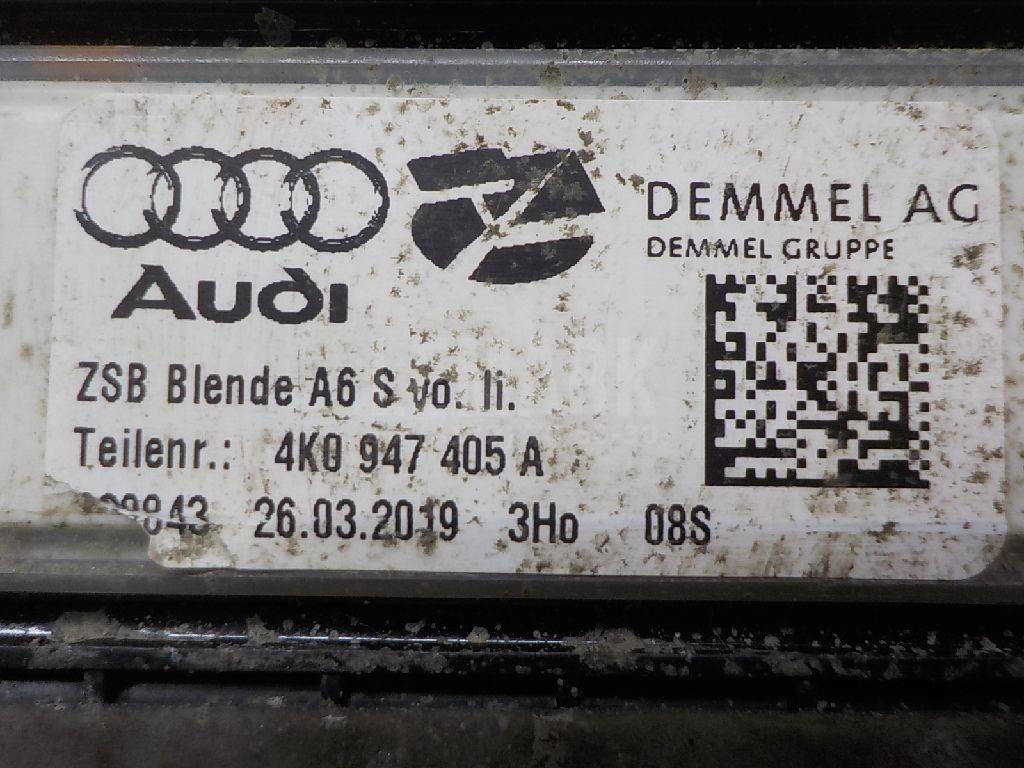 Audi
DEMMEL AG
DEMMEL GRUPPE
ZSB Blende A6 S vo. li.
Teilenr.: 4K0 947 405 A
26.03.2019 3Ho 08S